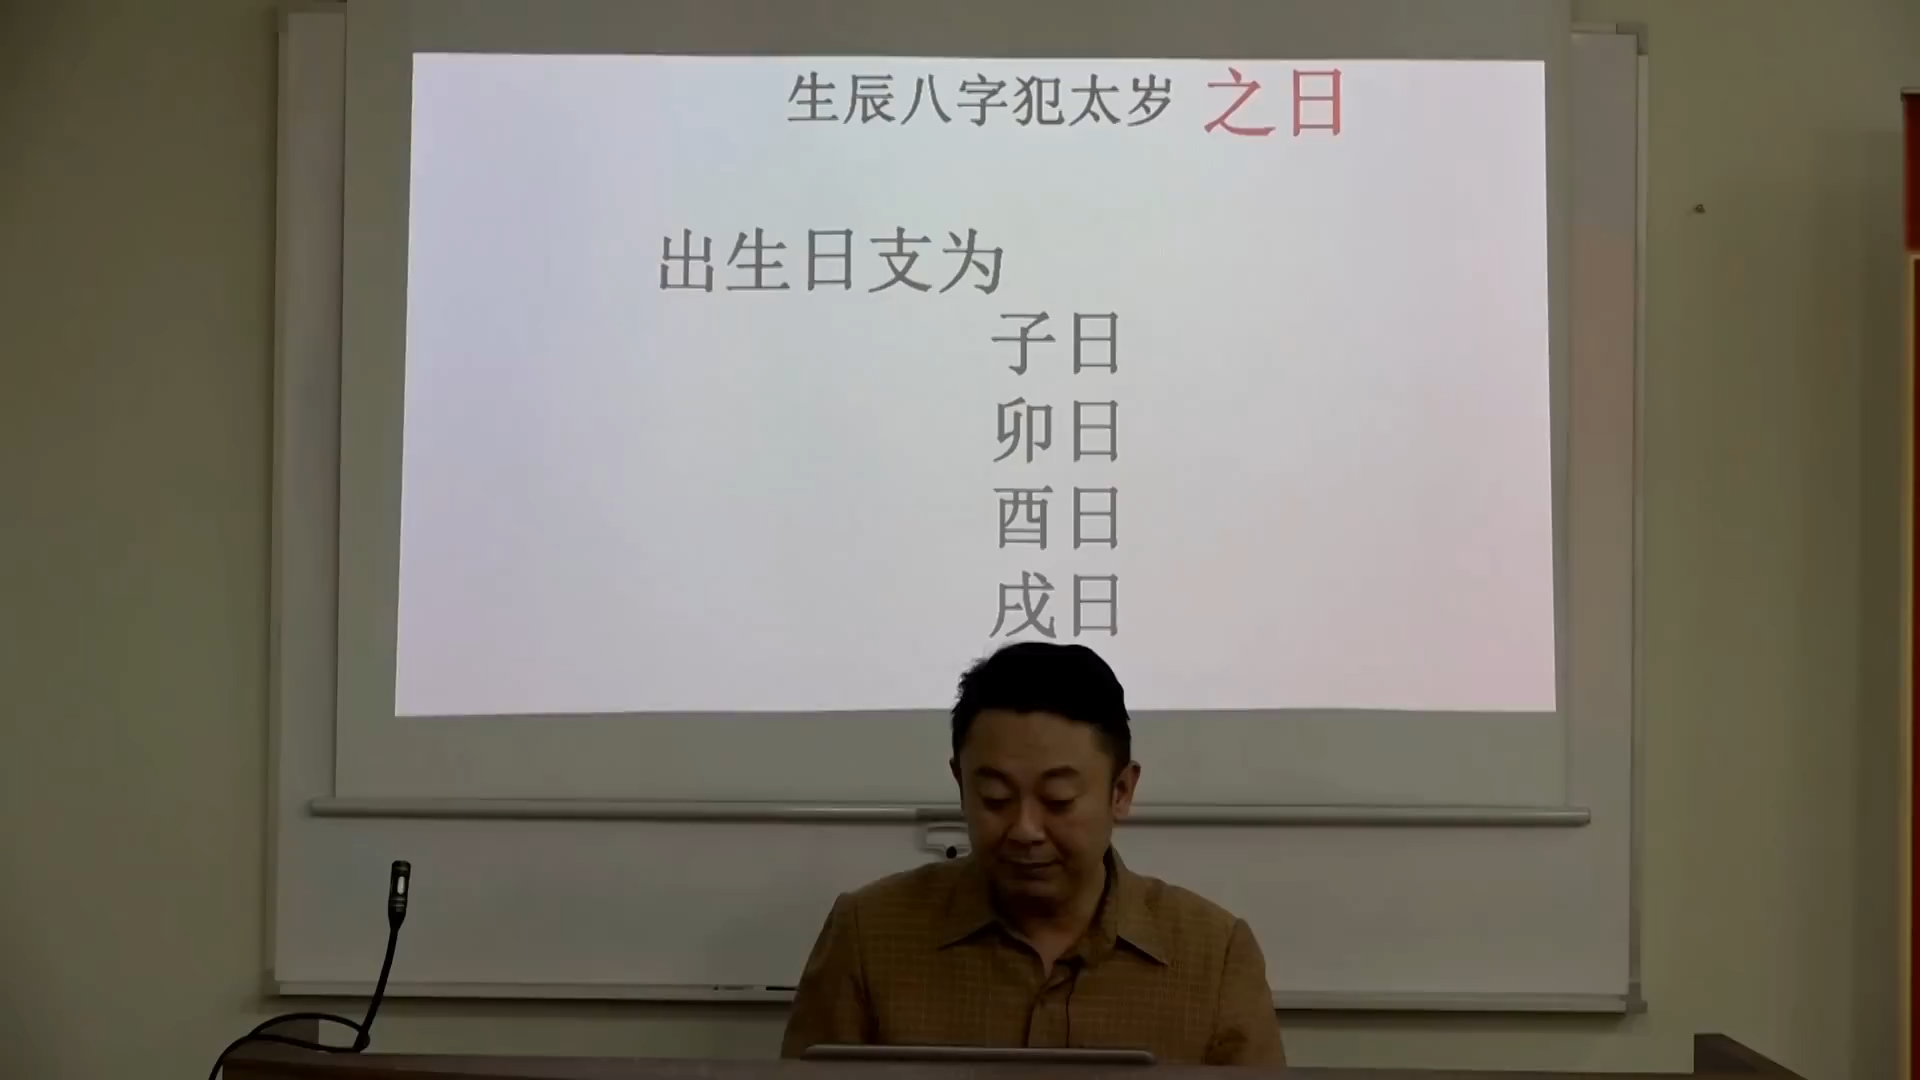 生辰八字犯太岁 之日
出生日支为
子日
卯日
酉日
戌日